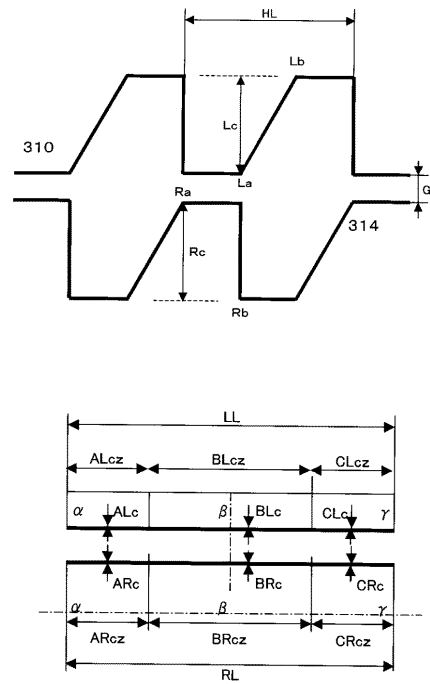 HL
Lb
Lc
310
Ra
La
G
314
Rc
Rb
LL
ALcz BLcz CLcz
α ALc β BLc CLc γ
ARc BRc CRc
α β γ
ARcz BRcz CRcz
RL